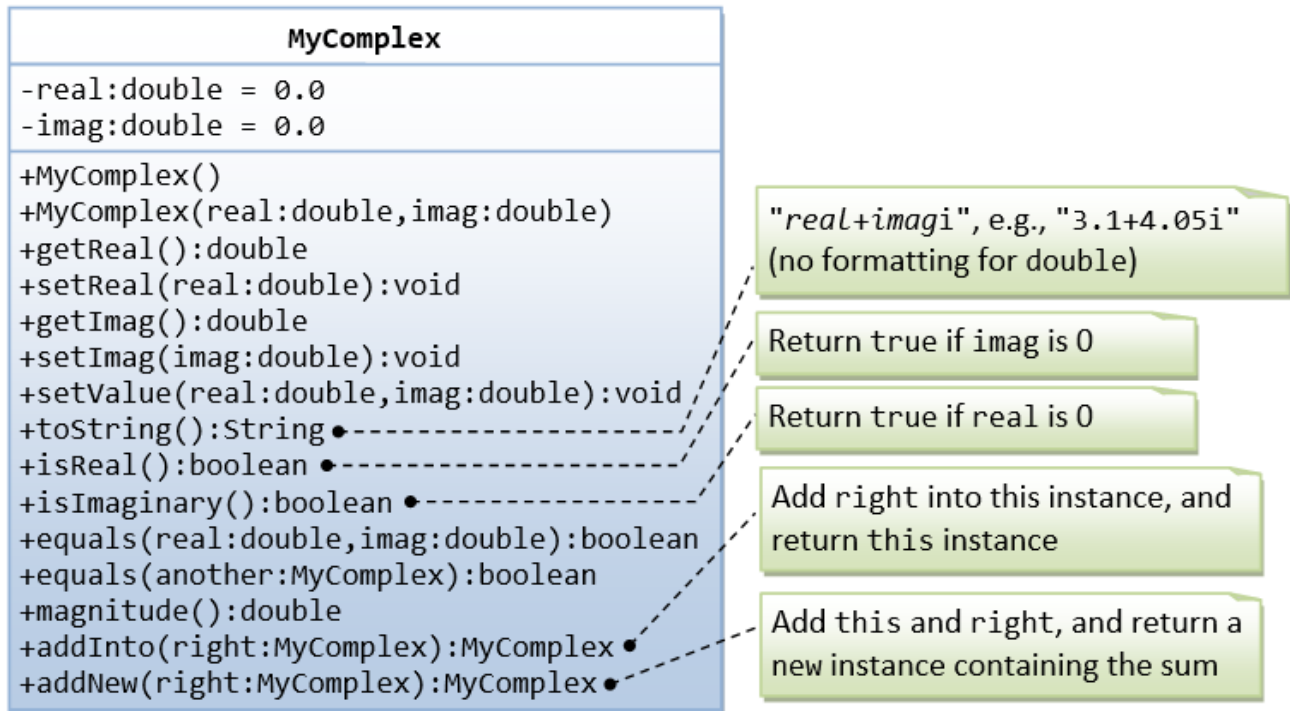 MyComplex
-real:double = 0.0
-imag:double = 0.0
+MyComplex()
+MyComplex(real:double,imag:double)
+getReal():double
+setReal(real:double):void
+getImag():double
+setImag(imag:double):void
+setValue(real:double,imag:double):void
+toString():String
+isReal():boolean
+isImaginary():boolean
+equals(real:double,imag:double):boolean
+equals(another:MyComplex):boolean
+magnitude():double
+addInto(right:MyComplex):MyComplex
+addNew(right:MyComplex):MyComplex
"real+imagi", e.g., "3.1+4.05i"
(no formatting for double)
Return true if imag is 0
Return true if real is 0
Add right into this instance, and
return this instance
Add this and right, and return a
new instance containing the sum